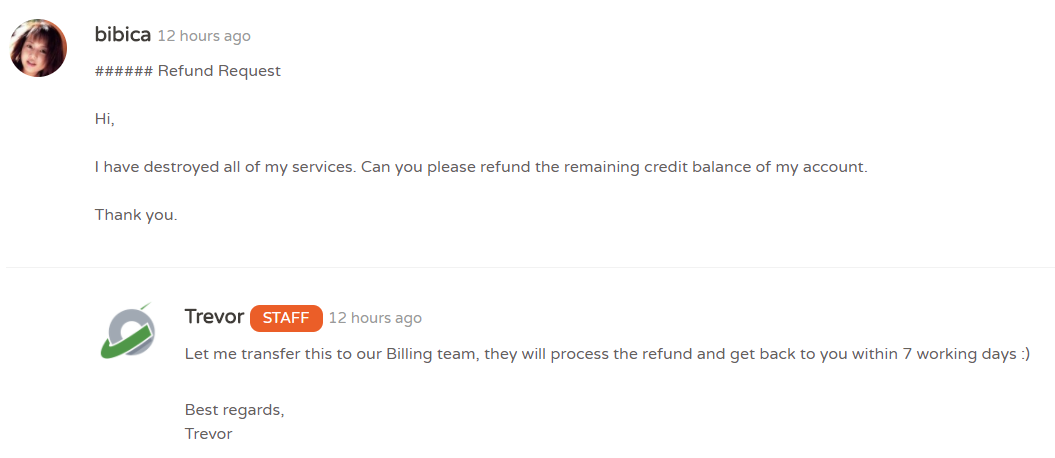 bibica 12 hours ago
###### Refund Request
Hi,
I have destroyed all of my services. Can you please refund the remaining credit balance of my account.
Thank you.
Trevor STAFF 12 hours ago
Let me transfer this to our Billing team, they will process the refund and get back to you within 7 working days :)
Best regards,
Trevor